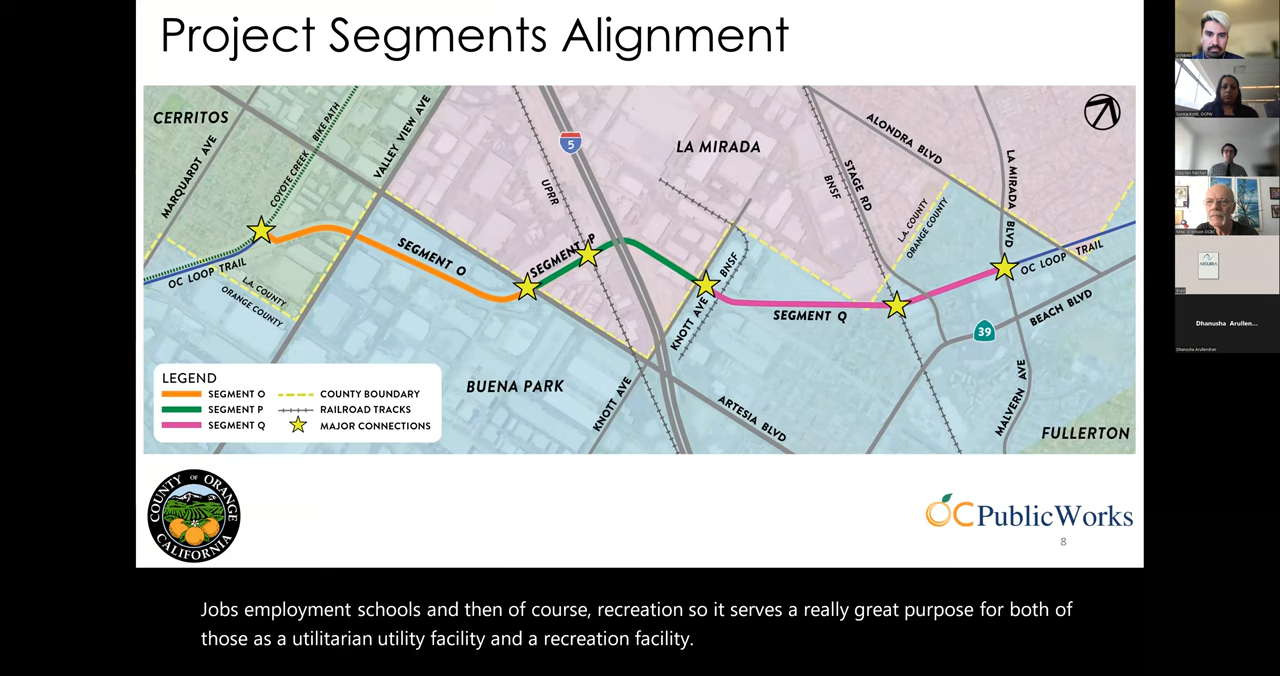 Project Segments Alignment
CERRITOS
MARQUARDT AVE
COYOTE CREEK
BIKE PATH
VALLEY VIEW AVE
5
UPRR
LA MIRADA
BNSF
STAGE RD
ALONDRA BLVD
LA MIRADA BLVD
L.A. COUNTY
ORANGE COUNTY
OC LOOP TRAIL
L.A. COUNTY
ORANGE COUNTY
SEGMENT O
SEGMENT P
KNOTT AVE
BNSF
SEGMENT Q
OC LOOP TRAIL
BEACH BLVD
39
BUENA PARK
KNOTT AVE
ARTESIA BLVD
MALVERN AVE
FULLERTON
LEGEND
SEGMENT O
SEGMENT P
SEGMENT Q
COUNTY BOUNDARY
RAILROAD TRACKS
MAJOR CONNECTIONS
COUNTY OF ORANGE
CALIFORNIA
OC PublicWorks
8
Jobs employment schools and then of course, recreation so it serves a really great purpose for both of
those as a utilitarian utility facility and a recreation facility.
Dhanusha Arullen...
Dhanusha Arullendran